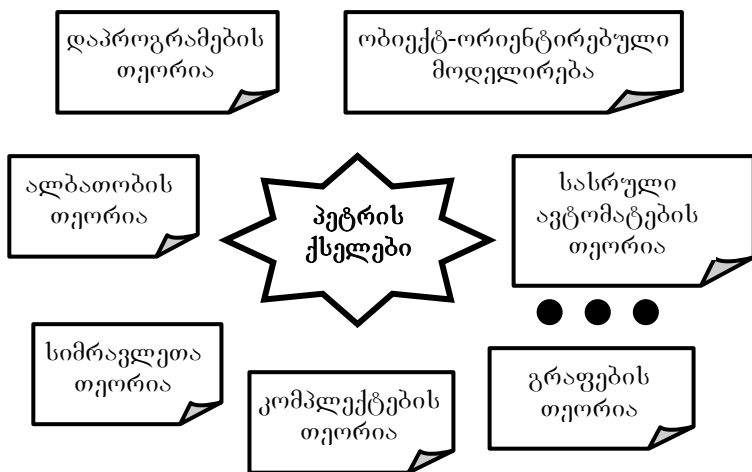 დაპროგრამების
თეორია
ობიექტ-ორიენტირებული
მოდელირება
ალბათობის
თეორია
პეტრის
ქსელები
სასრული
ავტომატების
თეორია
სიმრავლეთა
თეორია
კომპლექტების
თეორია
გრაფების
თეორია